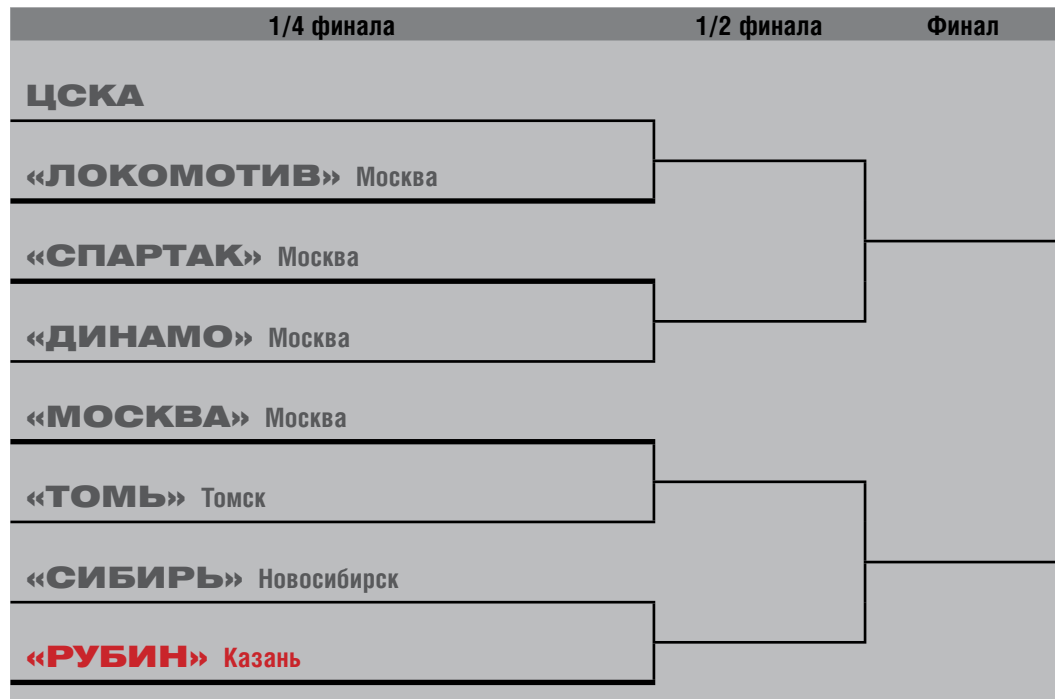 1/4 финала 1/2 финала Финал
ЦСКА
«ЛОКОМОТИВ» Москва
«СПАРТАК» Москва
«ДИНАМО» Москва
«МОСКВА» Москва
«ТОМЬ» Томск
«СИБИРЬ» Новосибирск
«РУБИН» Казань